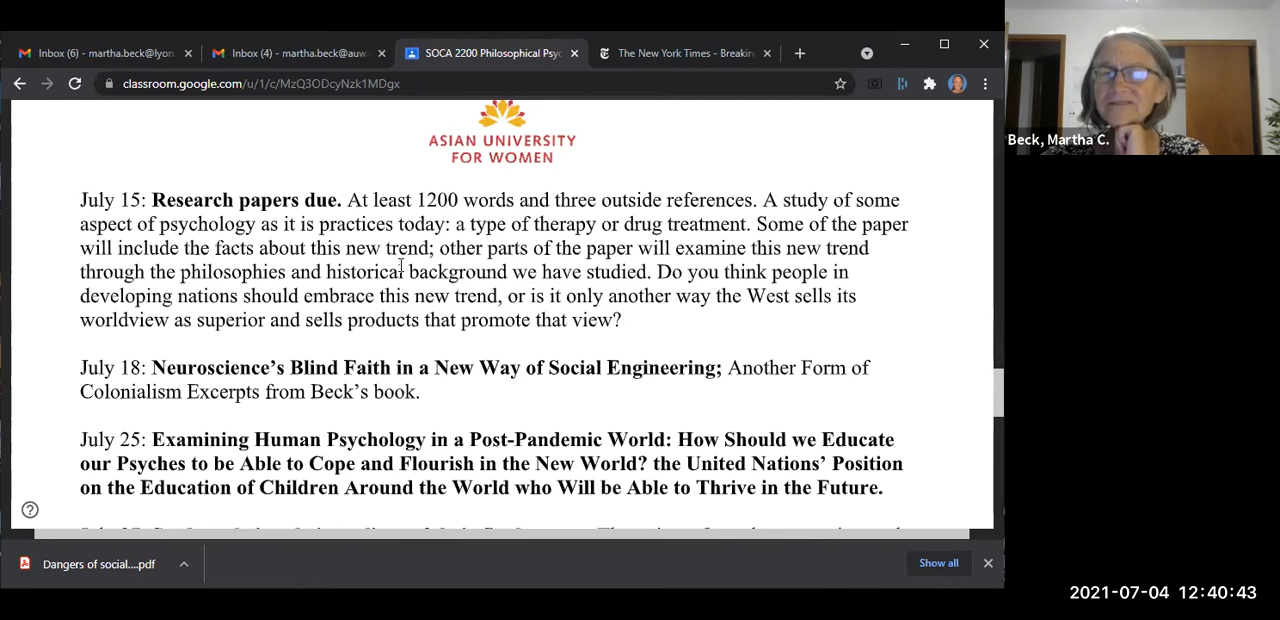 Inbox (6) - martha.beck@lyon.
Inbox (4) - martha.beck@auw
SOCA 2200 Philosophical Psyc
The New York Times - Breakin
classroom.google.com/u/1/c/MzQ3ODcyNzk1MDgx
Beck, Martha C.
ASIAN UNIVERSITY
FOR WOMEN
July 15: Research papers due. At least 1200 words and three outside references. A study of some
aspect of psychology as it is practices today: a type of therapy or drug treatment. Some of the paper
will include the facts about this new trend; other parts of the paper will examine this new trend
through the philosophies and historical background we have studied. Do you think people in
developing nations should embrace this new trend, or is it only another way the West sells its
worldview as superior and sells products that promote that view?
July 18: Neuroscience's Blind Faith in a New Way of Social Engineering; Another Form of
Colonialism Excerpts from Beck's book.
July 25: Examining Human Psychology in a Post-Pandemic World: How Should we Educate
our Psyches to be Able to Cope and Flourish in the New World? the United Nations' Position
on the Education of Children Around the World who Will be Able to Thrive in the Future.
Dangers of social....pdf
Show all
2021-07-04 12:40:43